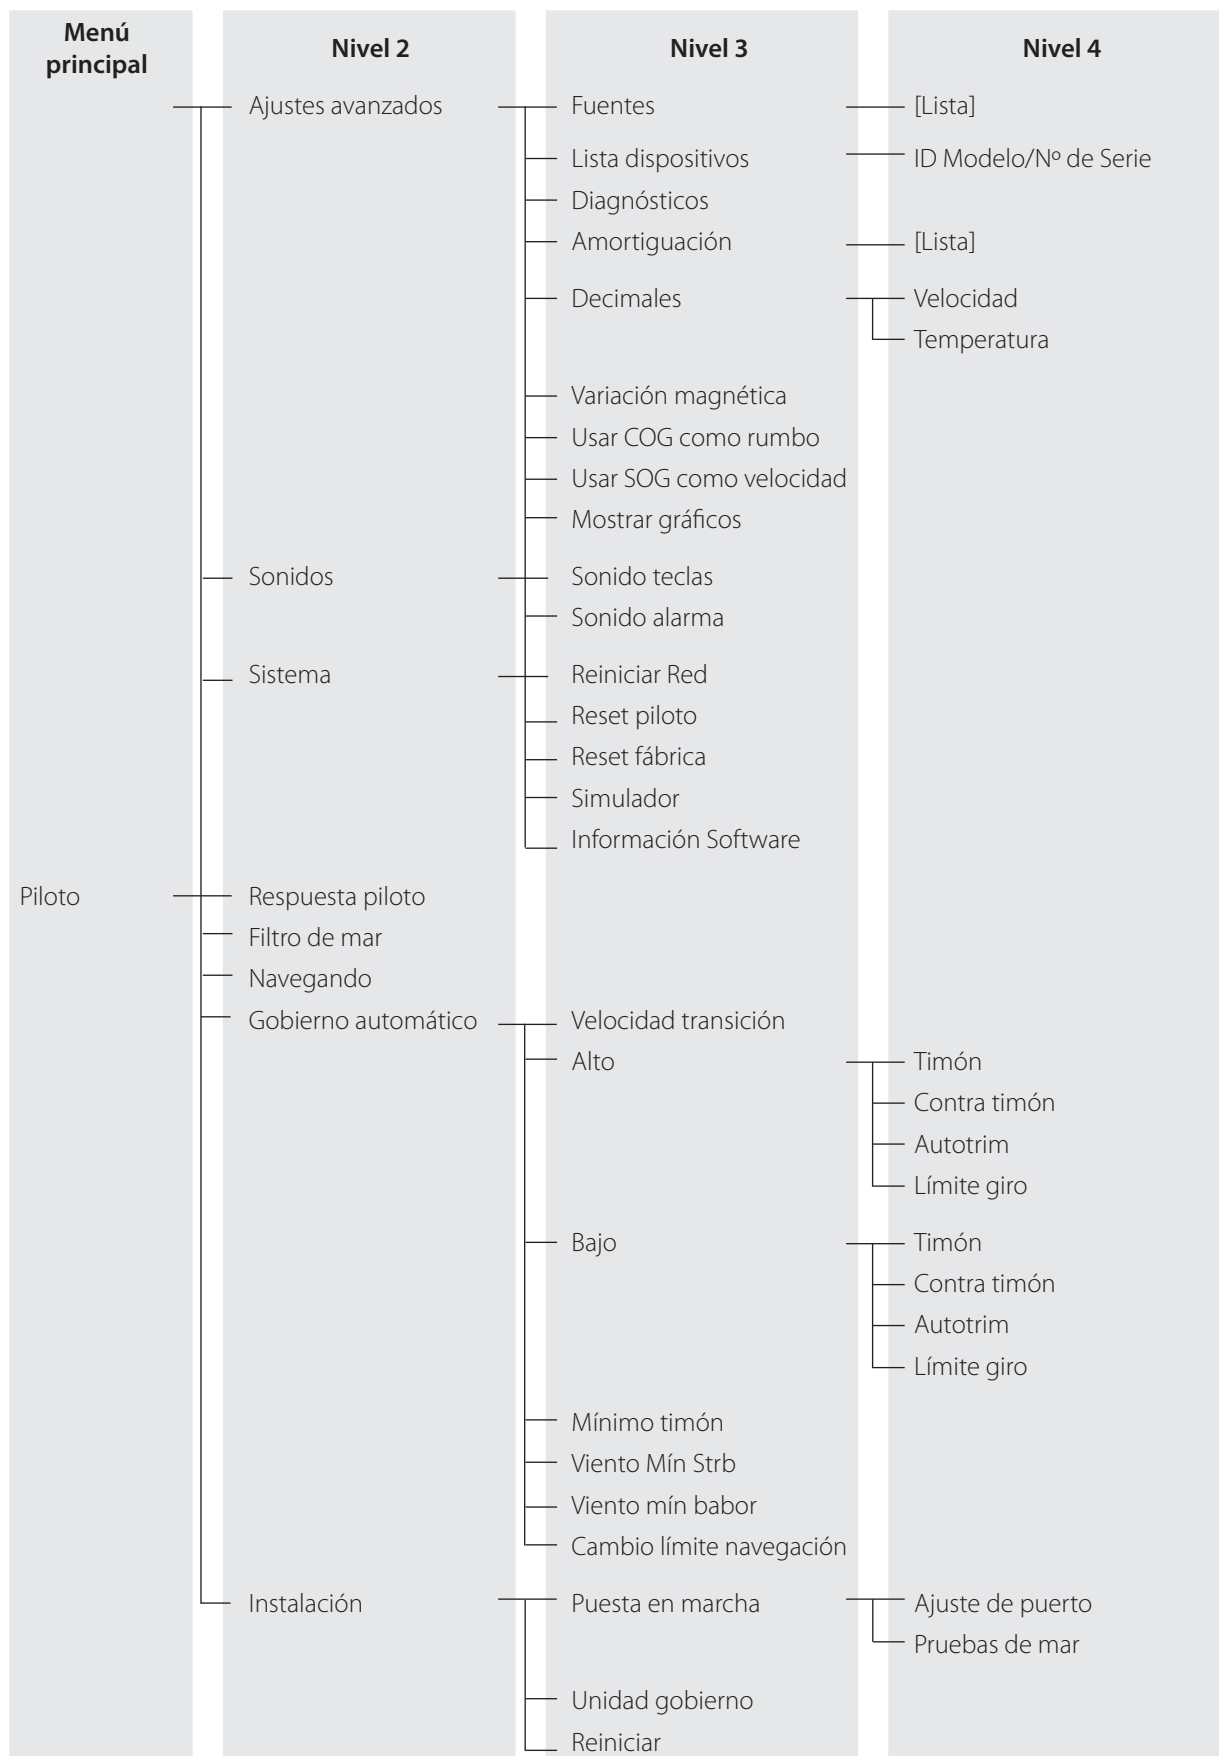 Menú
principal
Nivel 2
Nivel 3
Nivel 4
Ajustes avanzados
Fuentes
[Lista]
Lista dispositivos
ID Modelo/Nº de Serie
Diagnósticos
Amortiguación
[Lista]
Decimales
Velocidad
Temperatura
Variación magnética
Usar COG como rumbo
Usar SOG como velocidad
Mostrar gráficos
Sonidos
Sonido teclas
Sonido alarma
Sistema
Reiniciar Red
Reset piloto
Reset fábrica
Simulador
Información Software
Piloto
Respuesta piloto
Filtro de mar
Navegando
Gobierno automático
Velocidad transición
Alto
Timón
Contra timón
Autotrim
Límite giro
Bajo
Timón
Contra timón
Autotrim
Límite giro
Mínimo timón
Viento Mín Strb
Viento mín babor
Cambio límite navegación
Instalación
Puesta en marcha
Ajuste de puerto
Pruebas de mar
Unidad gobierno
Reiniciar